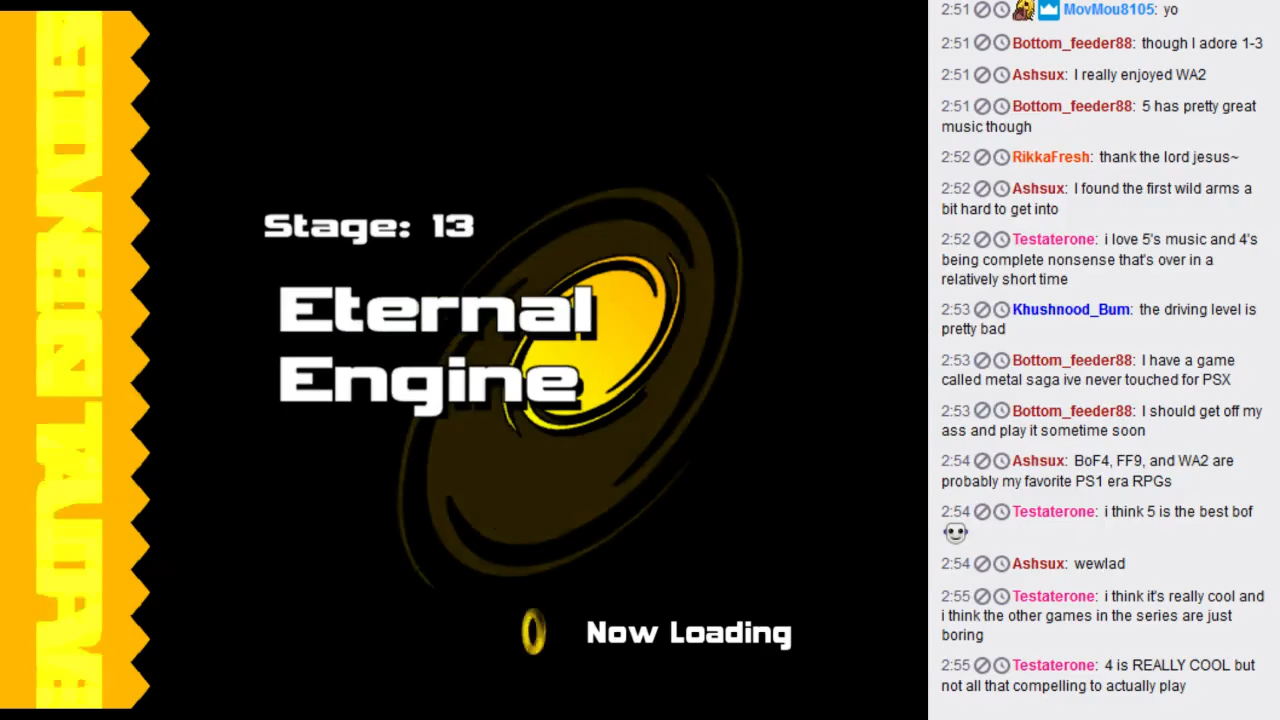 Stage: 13
Eternal
Engine
Now Loading
2:51 MovMou8105: yo
2:51 Bottom_feeder88: though I adore 1-3
2:51 Ashsux: I really enjoyed WA2
2:51 Bottom_feeder88: 5 has pretty great
music though
2:52 RikkaFresh: thank the lord jesus~
2:52 Ashsux: I found the first wild arms a
bit hard to get into
2:52 Testaterone: i love 5's music and 4's
being complete nonsense that's over in a
relatively short time
2:53 Khushnood_Bum: the driving level is
pretty bad
2:53 Bottom_feeder88: I have a game
called metal saga ive never touched for PSX
2:53 Bottom_feeder88: I should get off my
ass and play it sometime soon
2:54 Ashsux: BoF4, FF9, and WA2 are
probably my favorite PS1 era RPGs
2:54 Testaterone: i think 5 is the best bof
2:54 Ashsux: wewlad
2:55 Testaterone: i think it's really cool and
i think the other games in the series are just
boring
2:55 Testaterone: 4 is REALLY COOL but
not all that compelling to actually play